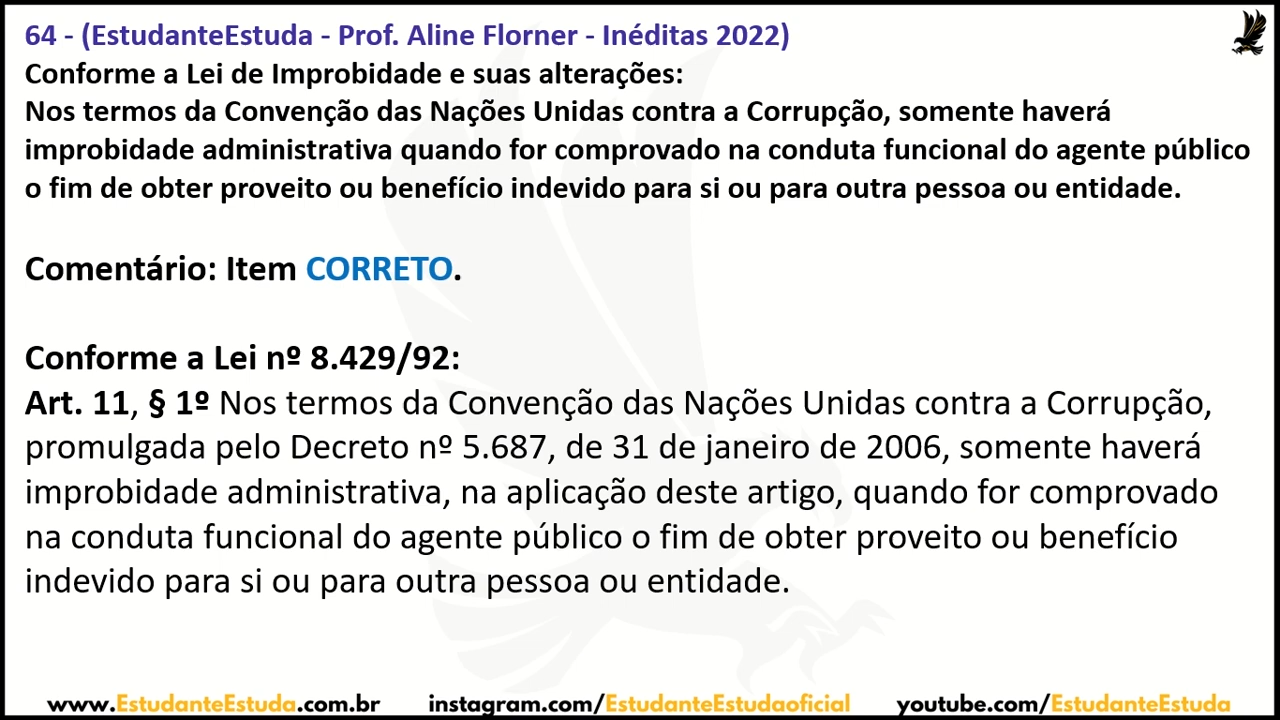 64 - (EstudanteEstuda - Prof. Aline Florner - Inéditas 2022)
Conforme a Lei de Improbidade e suas alterações:
Nos termos da Convenção das Nações Unidas contra a Corrupção, somente haverá
improbidade administrativa quando for comprovado na conduta funcional do agente público
o fim de obter proveito ou benefício indevido para si ou para outra pessoa ou entidade.
Comentário: Item CORRETO.
Conforme a Lei nº 8.429/92:
Art. 11, § 1º Nos termos da Convenção das Nações Unidas contra a Corrupção,
promulgada pelo Decreto nº 5.687, de 31 de janeiro de 2006, somente haverá
improbidade administrativa, na aplicação deste artigo, quando for comprovado
na conduta funcional do agente público o fim de obter proveito ou benefício
indevido para si ou para outra pessoa ou entidade.
www.EstudanteEstuda.com.br instagram.com/EstudanteEstudaoficial youtube.com/EstudanteEstuda